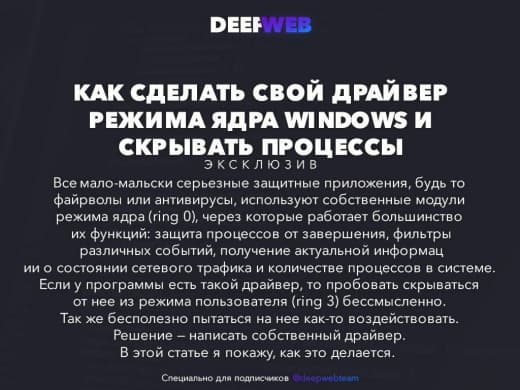 DEEPWEB
КАК СДЕЛАТЬ СВОЙ ДРАЙВЕР
РЕЖИМА ЯДРА WINDOWS И
СКРЫВАТЬ ПРОЦЕССЫ
ЭКСКЛЮЗИВ
Все мало-мальски серьезные защитные приложения, будь то
файрволы или антивирусы, используют собственные модули
режима ядра (ring 0), через которые работает большинство
их функций: защита процессов от завершения, фильтры
различных событий, получение актуальной информац
ии о состоянии сетевого трафика и количестве процессов в системе.
Если у программы есть такой драйвер, то пробовать скрываться
от нее из режима пользователя (ring 3) бессмысленно.
Так же бесполезно пытаться на нее как-то воздействовать.
Решение — написать собственный драйвер.
В этой статье я покажу, как это делается.
Специально для подписчиков @deepwebteam